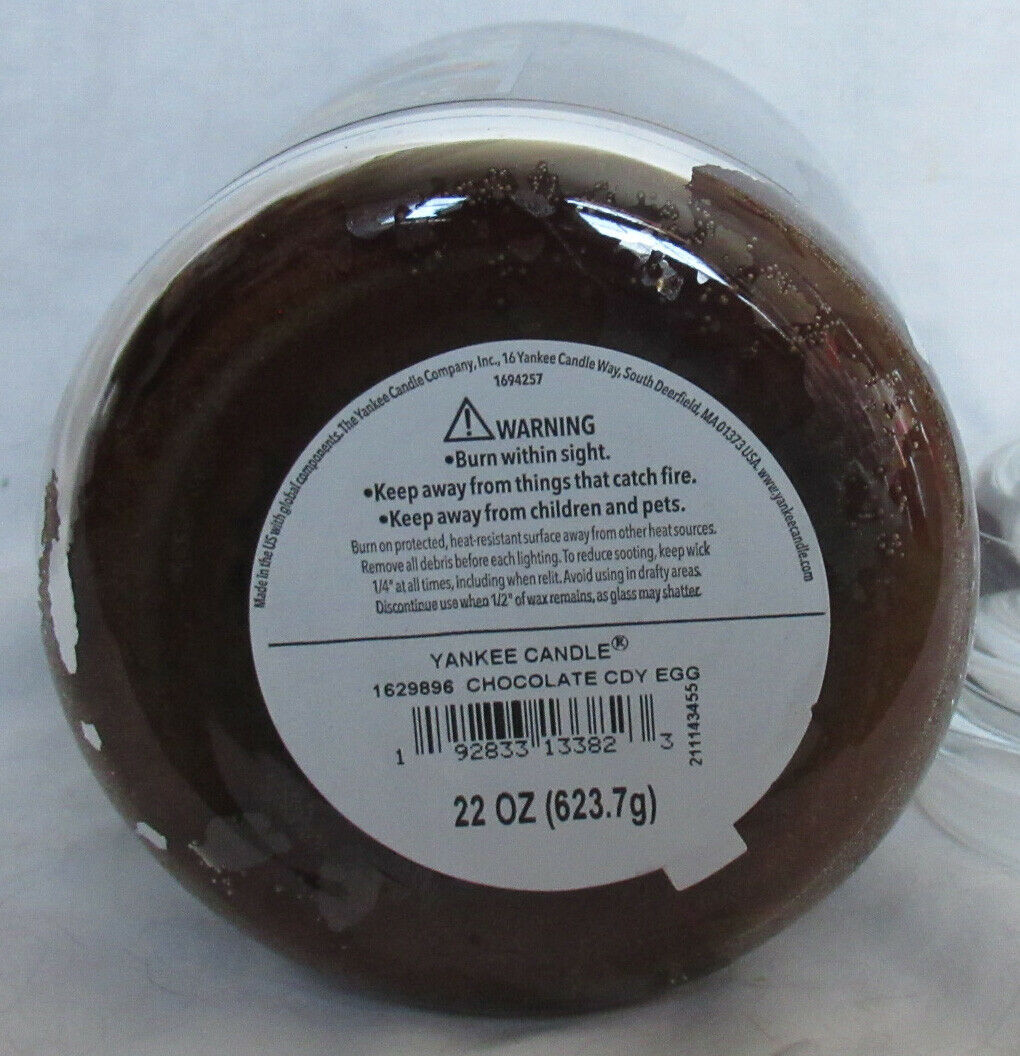 Made in the US with global components. The Yankee Candle Company, Inc., 16 Yankee Candle Way, South Deerfield, MA 01373 USA. www.yankeecandle.com
1694257
WARNING
•Burn within sight.
•Keep away from things that catch fire.
•Keep away from children and pets.
Burn on protected, heat-resistant surface away from other heat sources.
Remove all debris before each lighting. To reduce sooting, keep wick
1/4" at all times, including when relit. Avoid using in drafty areas.
Discontinue use when 1/2" of wax remains, as glass may shatter.
YANKEE CANDLE®
1629896 CHOCOLATE CDY EGG
1 92833 13382 3
211143455
22 OZ (623.7g)